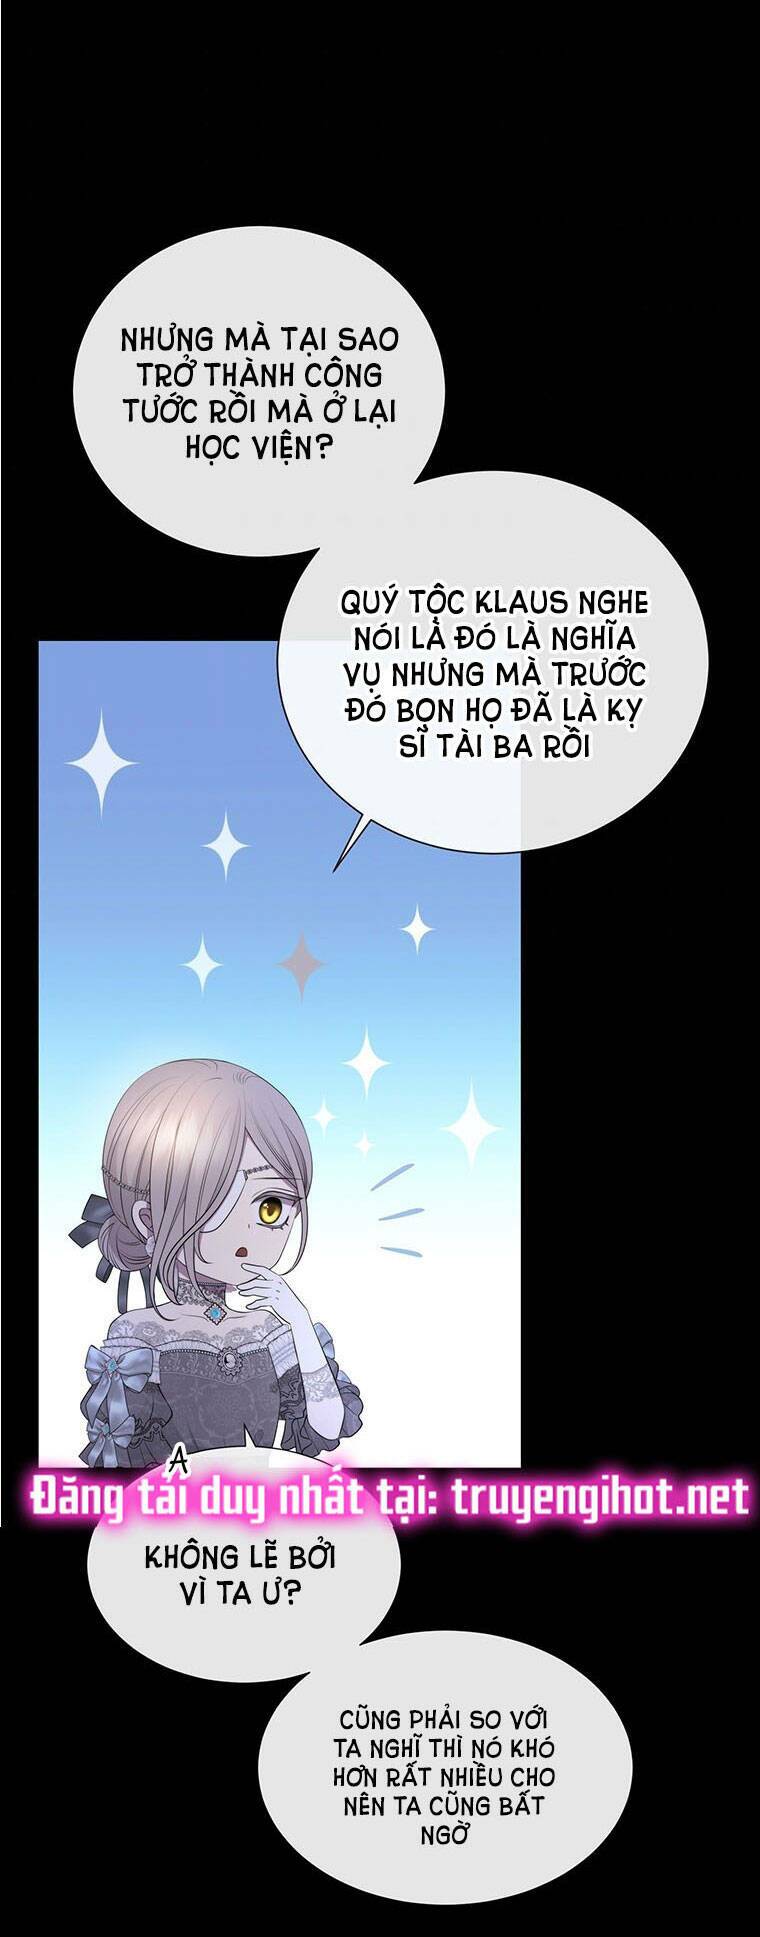 NHƯNG MÀ TẠI SAO
TRỞ THÀNH CÔNG
TƯỚC RỒI MÀ Ở LẠI
HỌC VIỆN?
QUÝ TỘC KLAUS NGHE
NÓI LÀ ĐÓ LÀ NGHĨA
VỤ NHƯNG MÀ TRƯỚC
ĐÓ BỌN HỌ ĐÃ LÀ KỴ
SĨ TÀI BA RỒI
A
Đăng tải duy nhất tại: truyengihot.net
KHÔNG LẼ BỞI
VÌ TA Ư?
CŨNG PHẢI SO VỚI
TA NGHĨ THÌ NÓ KHÓ
HƠN RẤT NHIỀU CHO
NÊN TA CŨNG BẤT
NGỜ